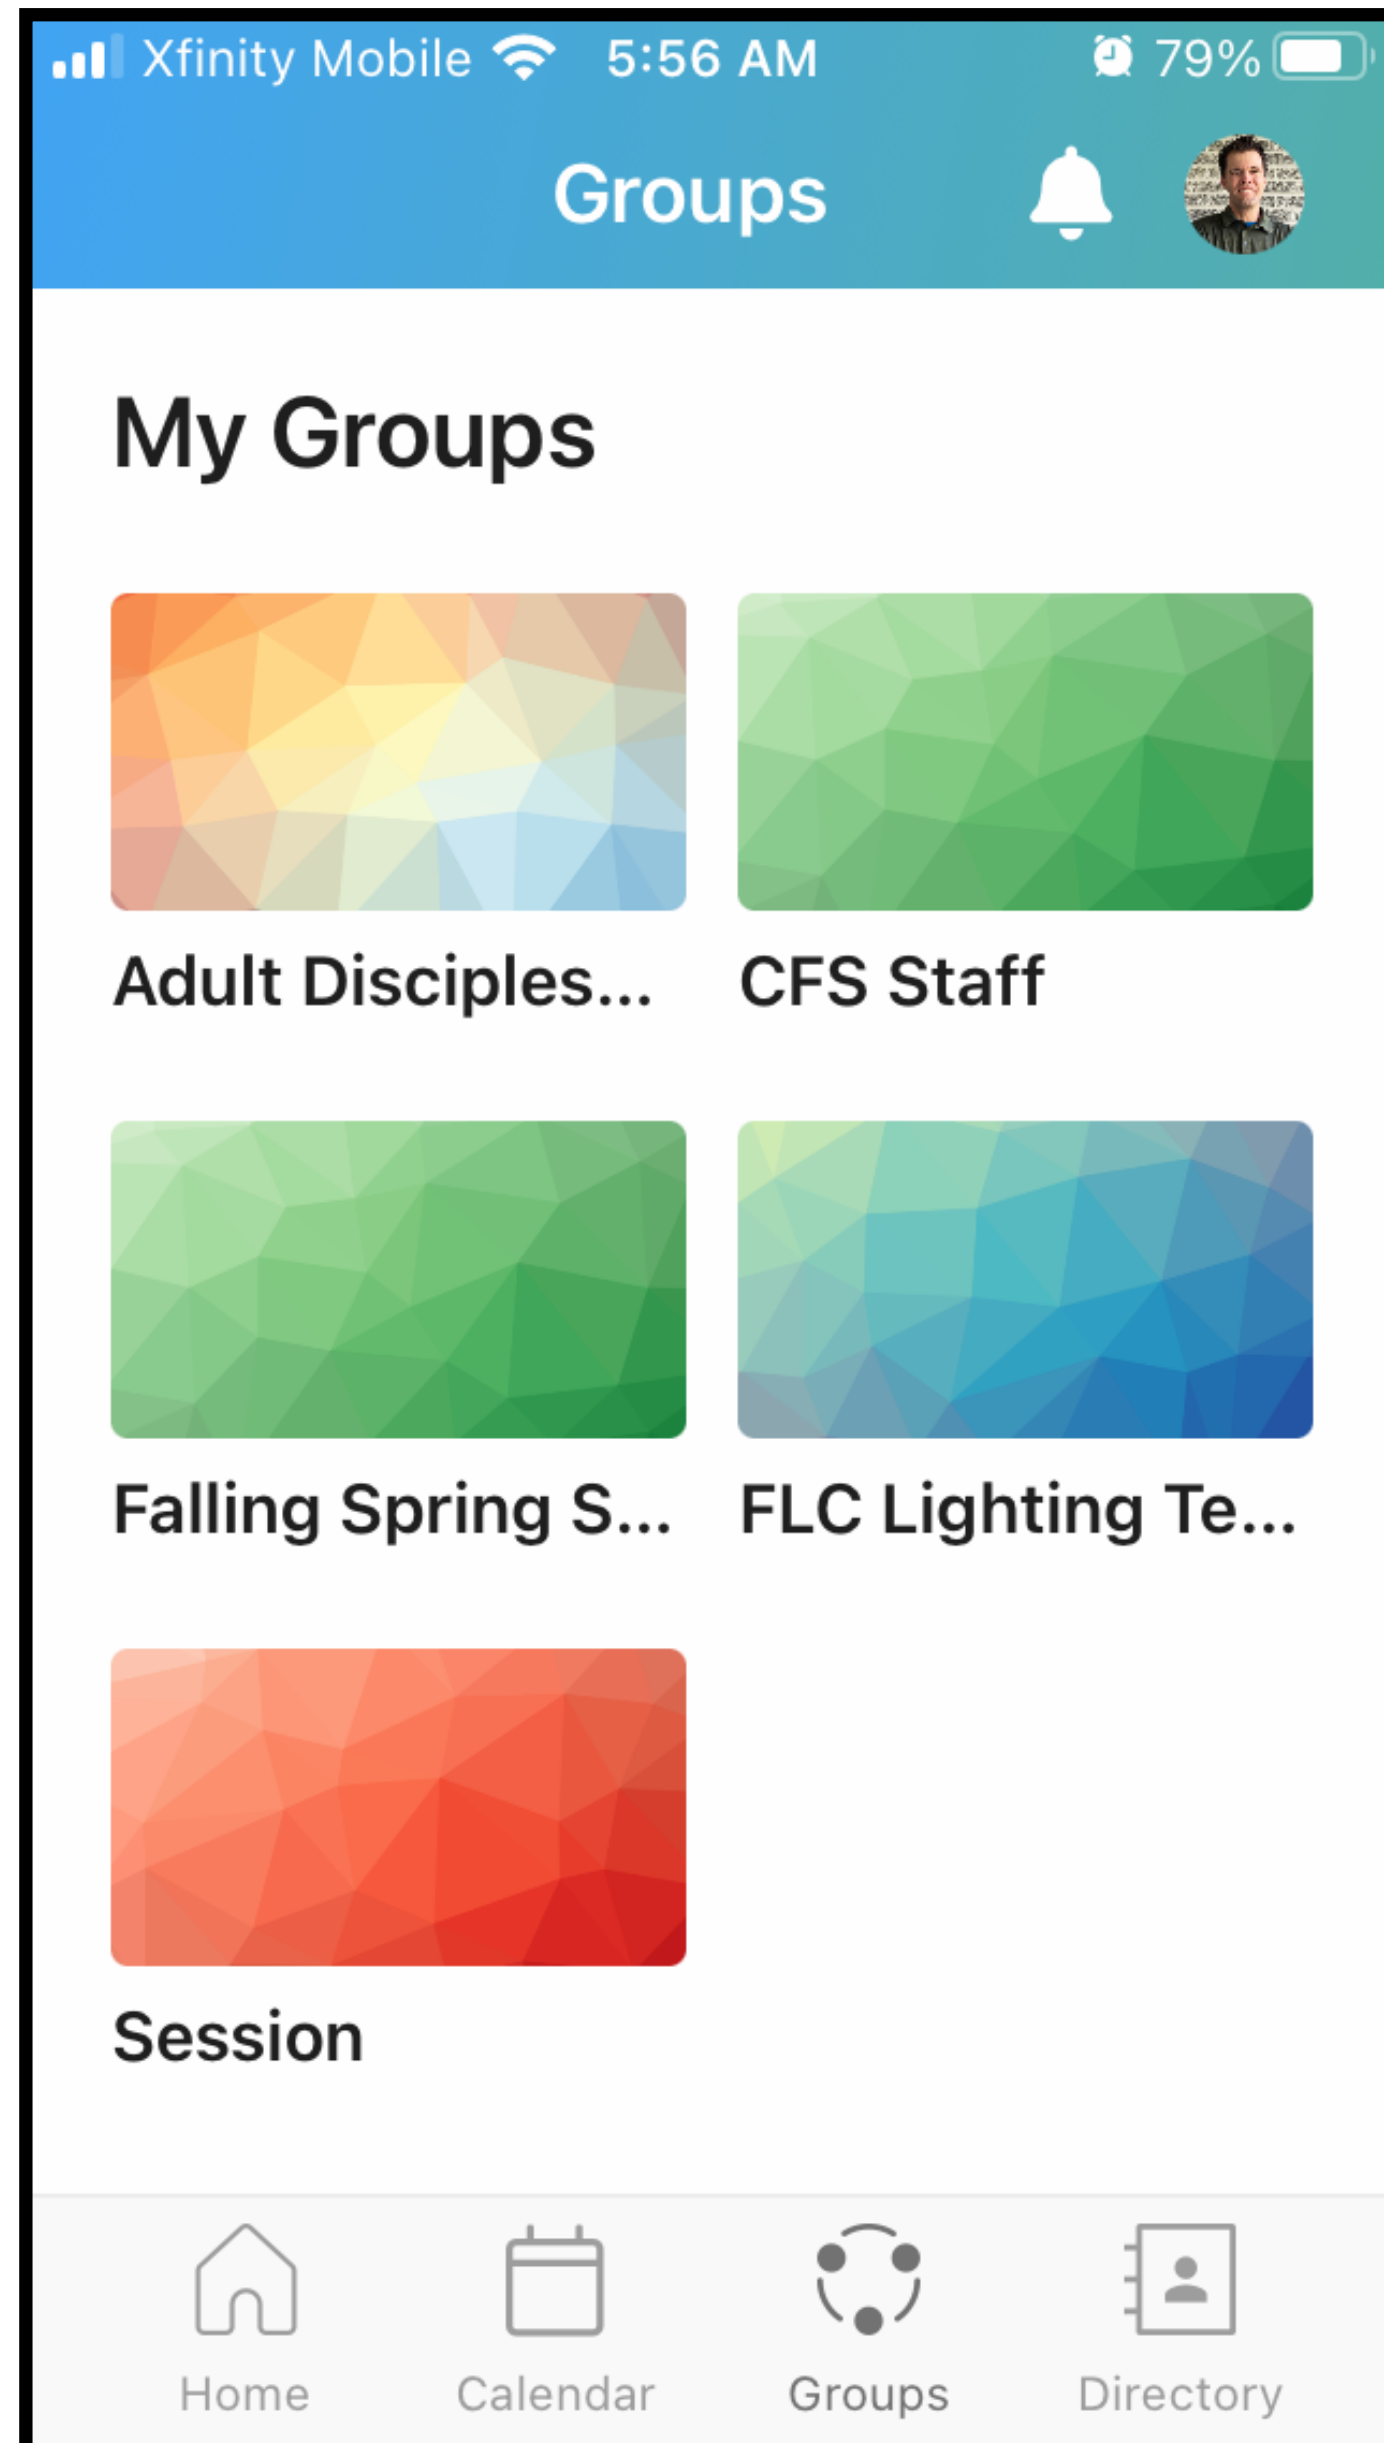 Xfinity Mobile 5:56 AM 79%
Groups
My Groups
Adult Disciples... CFS Staff
Falling Spring S... FLC Lighting Te...
Session
Home Calendar Groups Directory